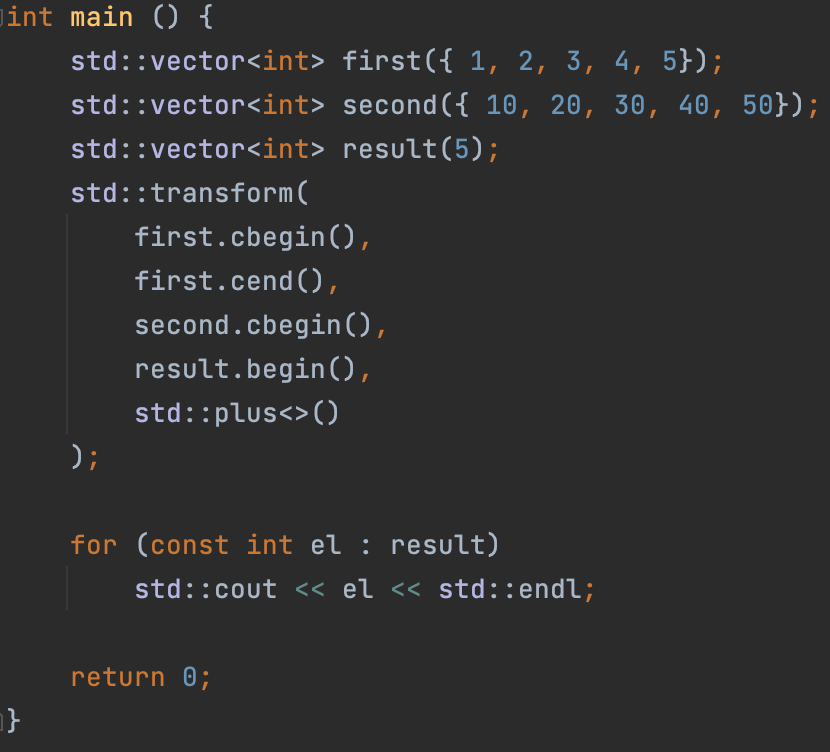 int main () {
    std::vector<int> first({ 1, 2, 3, 4, 5});
    std::vector<int> second({ 10, 20, 30, 40, 50});
    std::vector<int> result(5);
    std::transform(
        first.cbegin(),
        first.cend(),
        second.cbegin(),
        result.begin(),
        std::plus<>()
    );

    for (const int el : result)
        std::cout << el << std::endl;

    return 0;
}